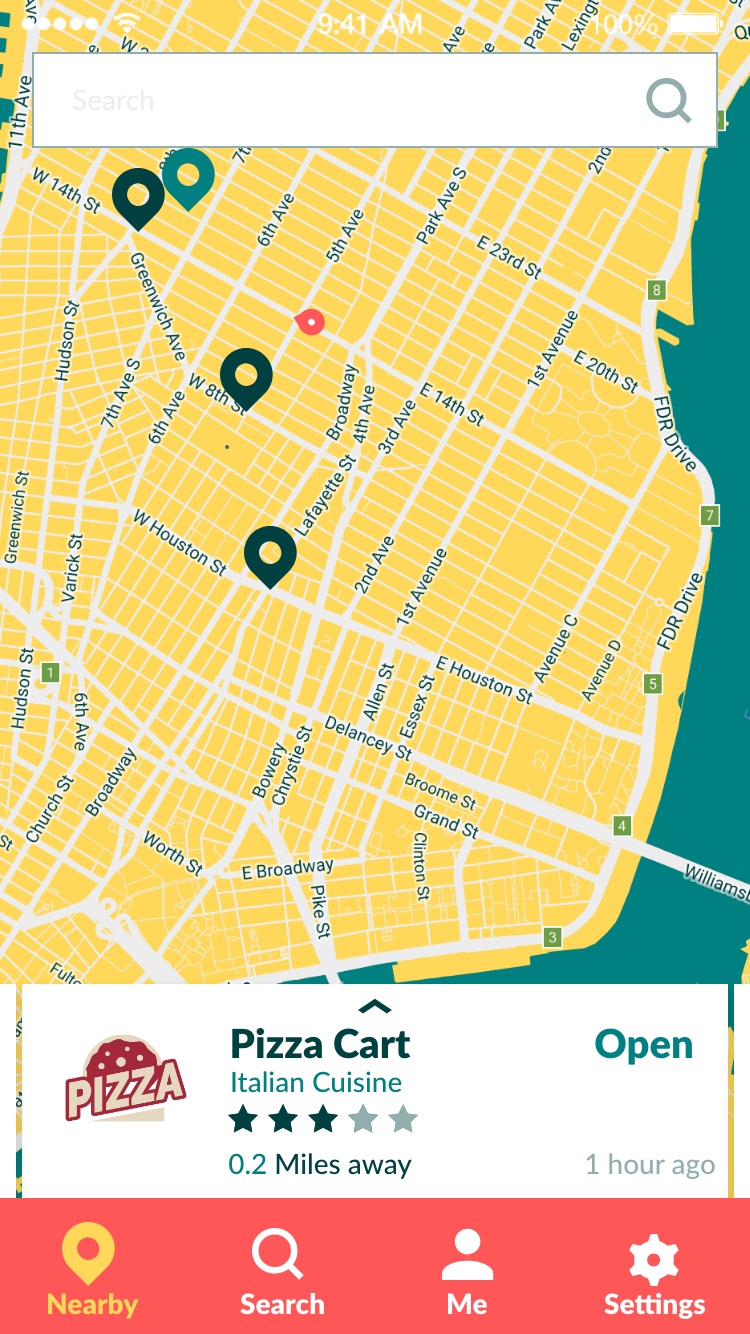 9:41 AM
100%
Search
11th Ave
W 14th St
7th
6th Ave
5th Ave
Park Ave S
Park A
Lexing
Ave
2nd
E 23rd St
8
Greenwich Ave
Hudson St
7th Ave S
6th Ave
W 8th St
Broadway
4th Ave
3rd Ave
E 14th St
1st Avenue
E 20th St
FDR Drive
7
Greenwich St
Varick St
W Houston St
Lafayette St
2nd Ave
1st Avenue
Avenue C
Avenue D
FDR Drive
1
5
Hudson St
6th Ave
Allen St
Essex St
E Houston St
Delancey St
Bowery
Chrystie St
Broome St
Grand St
4
Church St
Broadway
Worth St
E Broadway
Clinton St
Pike St
Williamsb
3
Fulto
Pizza Cart
Open
PIZZA
Italian Cuisine
0.2 Miles away
1 hour ago
Nearby
Search
Me
Settings